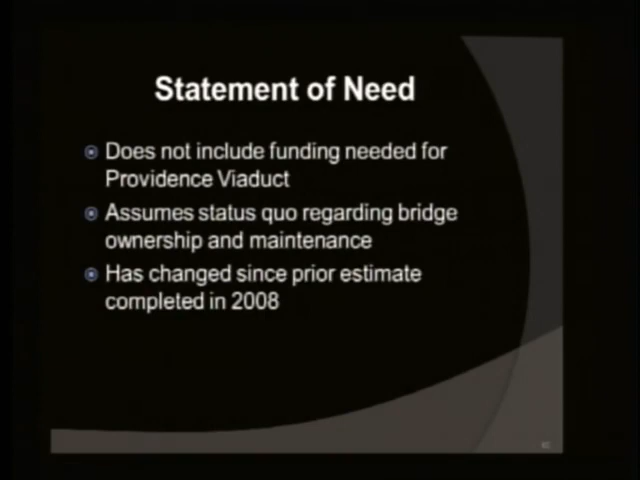 Statement of Need
Does not include funding needed for
Providence Viaduct
Assumes status quo regarding bridge
ownership and maintenance
Has changed since prior estimate
completed in 2008